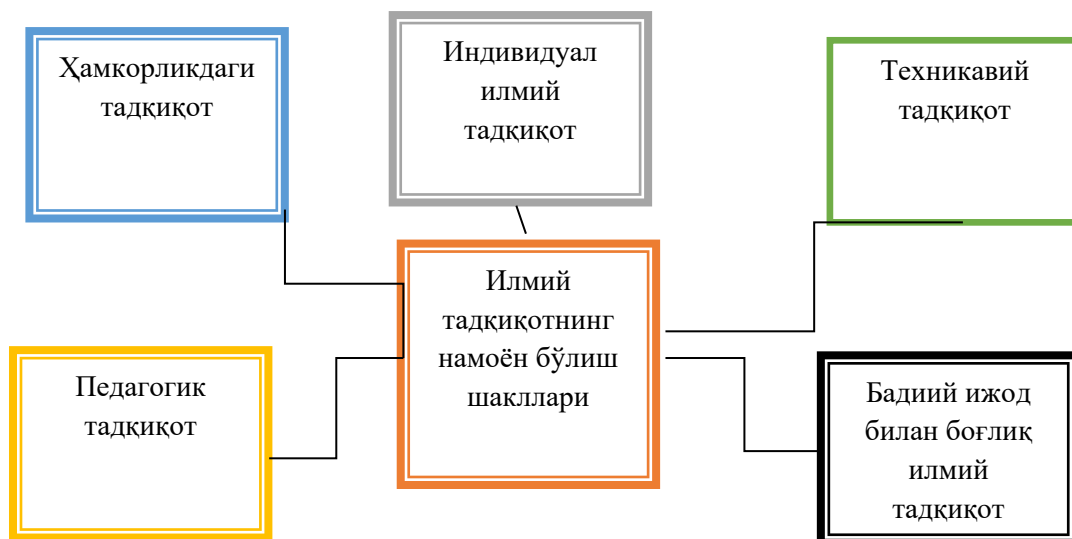 Ҳамкорликдаги
тадқиқот
Индивидуал
илмий
тадқиқот
Техникавий
тадқиқот
Илмий
тадқиқотнинг
намоён бўлиш
шакллари
Педагогик
тадқиқот
Бадиий ижод
билан боғлиқ
илмий
тадқиқот